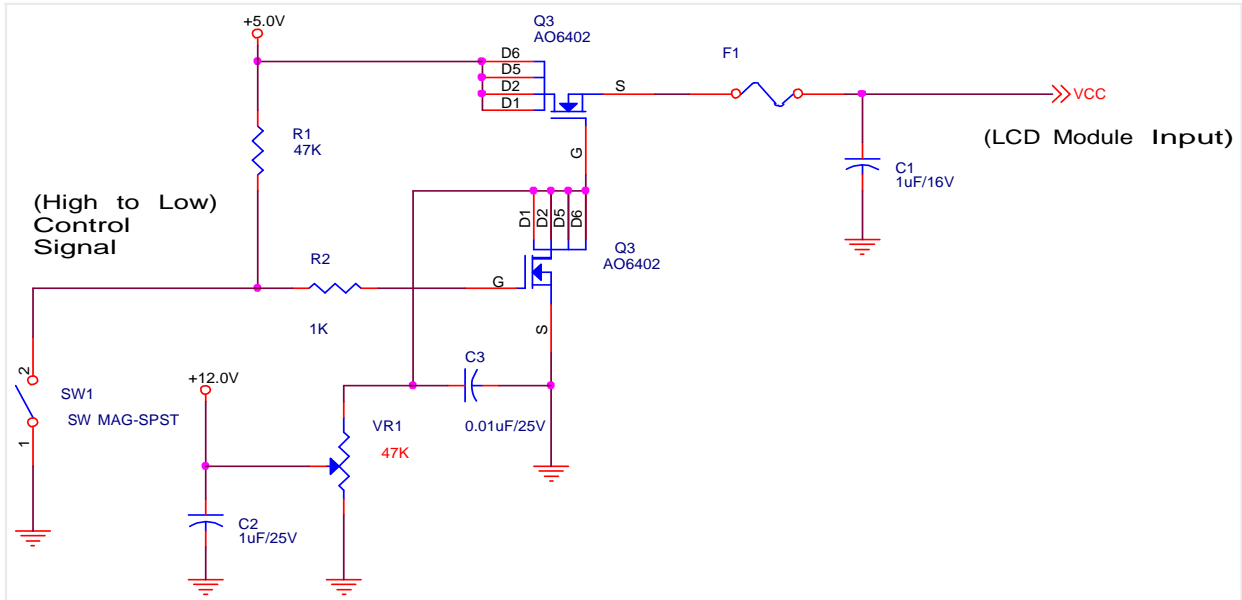 +5.0V
Q3
AO6402
F1
D6
D5
D2
D1
S
G
VCC
(LCD Module Input)
R1
47K
C1
1uF/16V
(High to Low)
Control
Signal
D1
D2
D5
D6
Q3
AO6402
R2
1K
G
S
C3
0.01uF/25V
2
SW1
SW MAG-SPST
1
+12.0V
VR1
47K
C2
1uF/25V